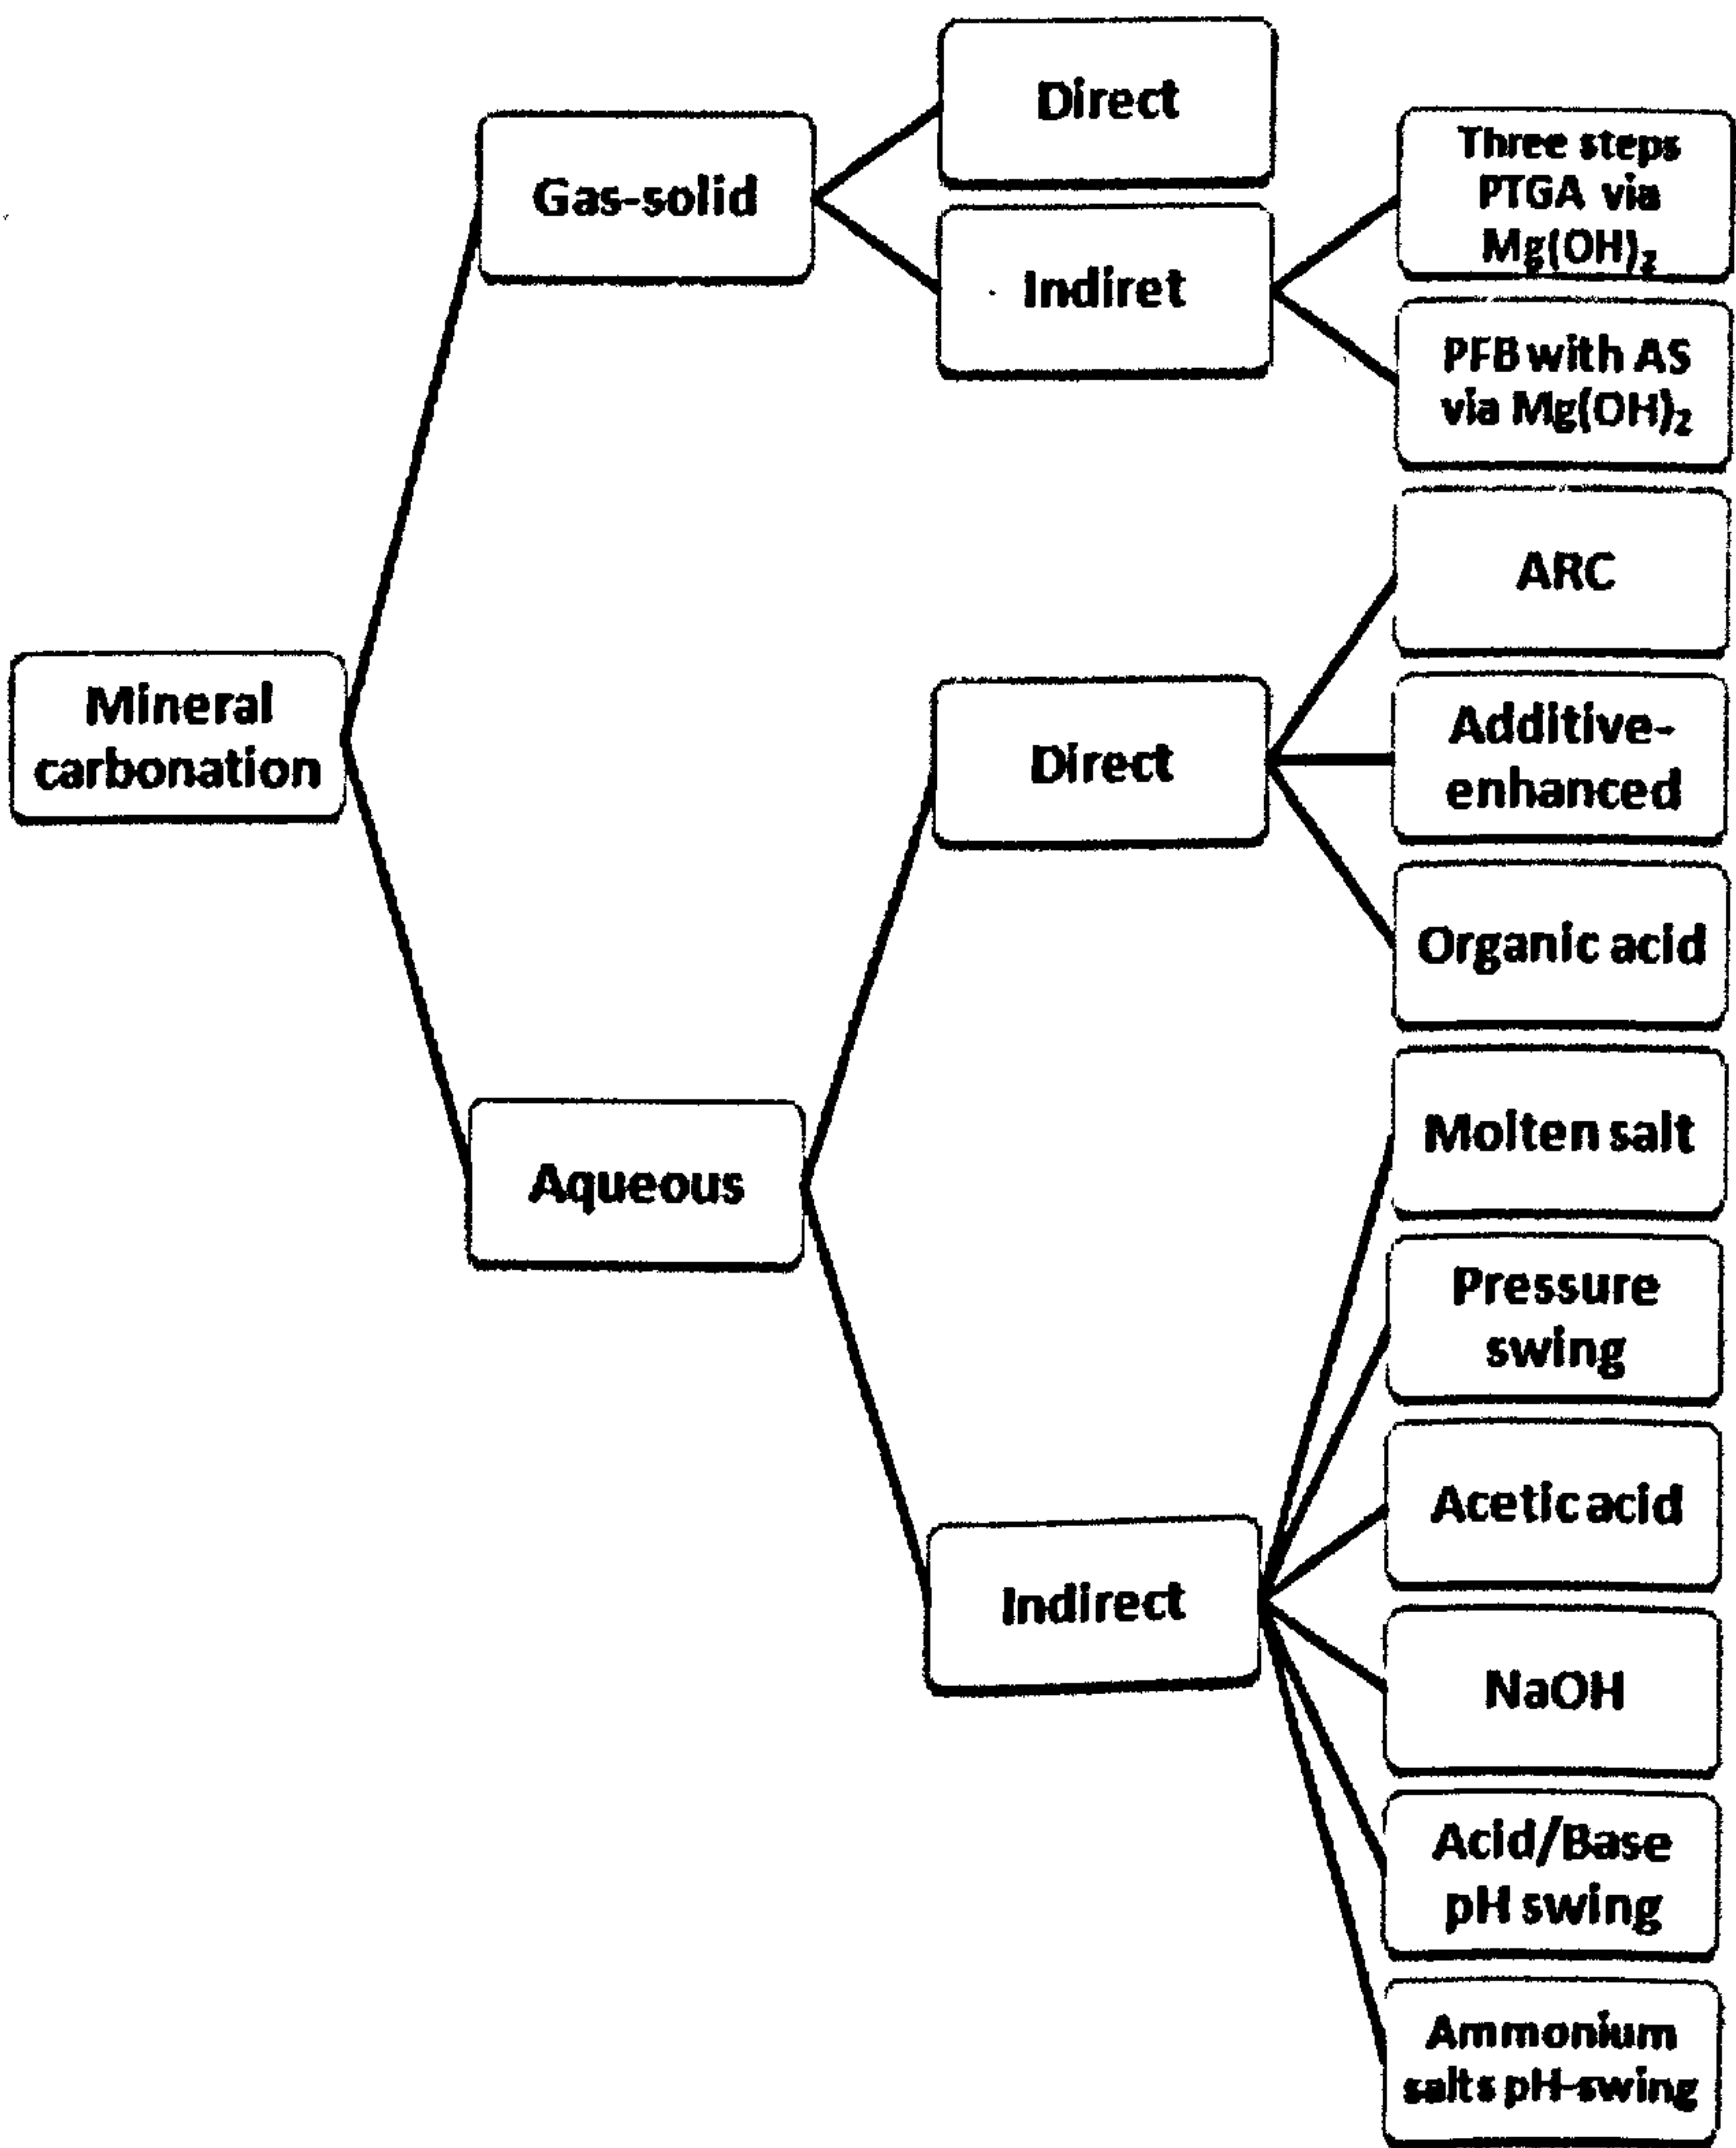 Direct
Gas-solid
Indiret
Three steps
PTGA via
Mg(OH)₂
PFB with AS
via Mg(OH)₂
Mineral
carbonation
Direct
ARC
Additive-
enhanced
Organic acid
Aqueous
Indirect
Molten salt
Pressure
swing
Acetic acid
NaOH
Acid/Base
pH swing
Ammonium
salts pH-swing